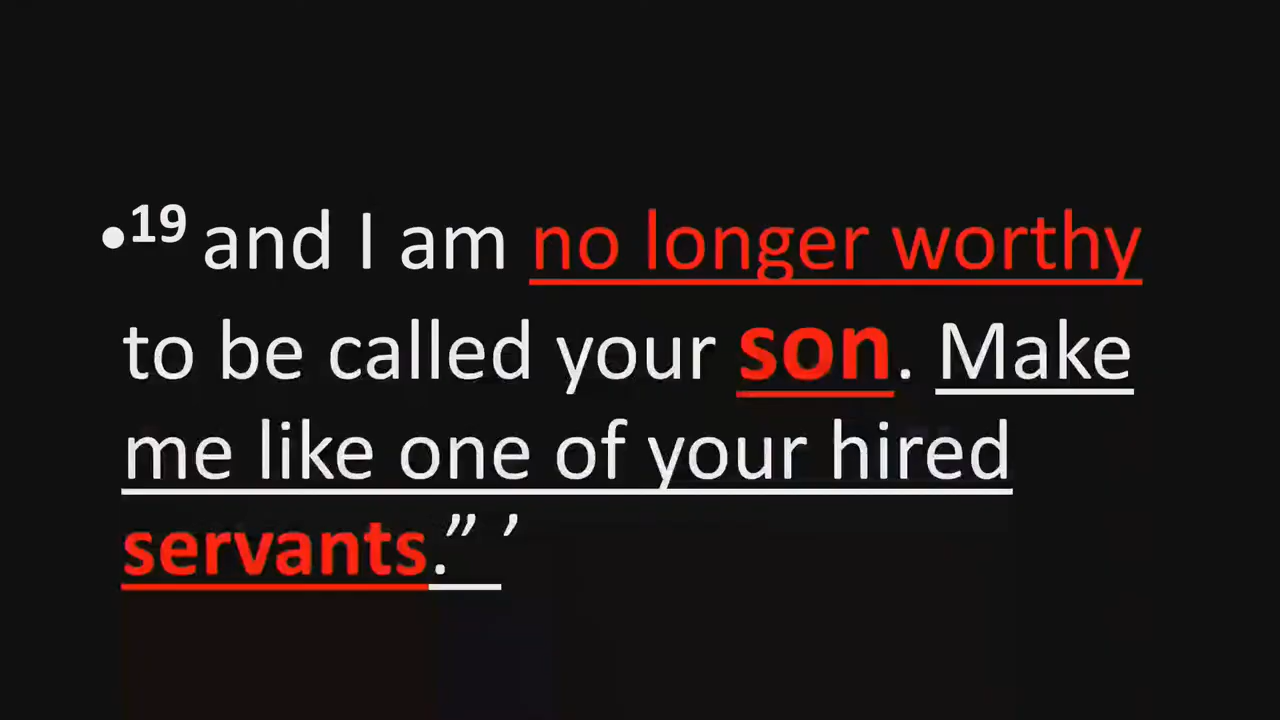 •19 and I am no longer worthy
to be called your son. Make
me like one of your hired
servants.” ’